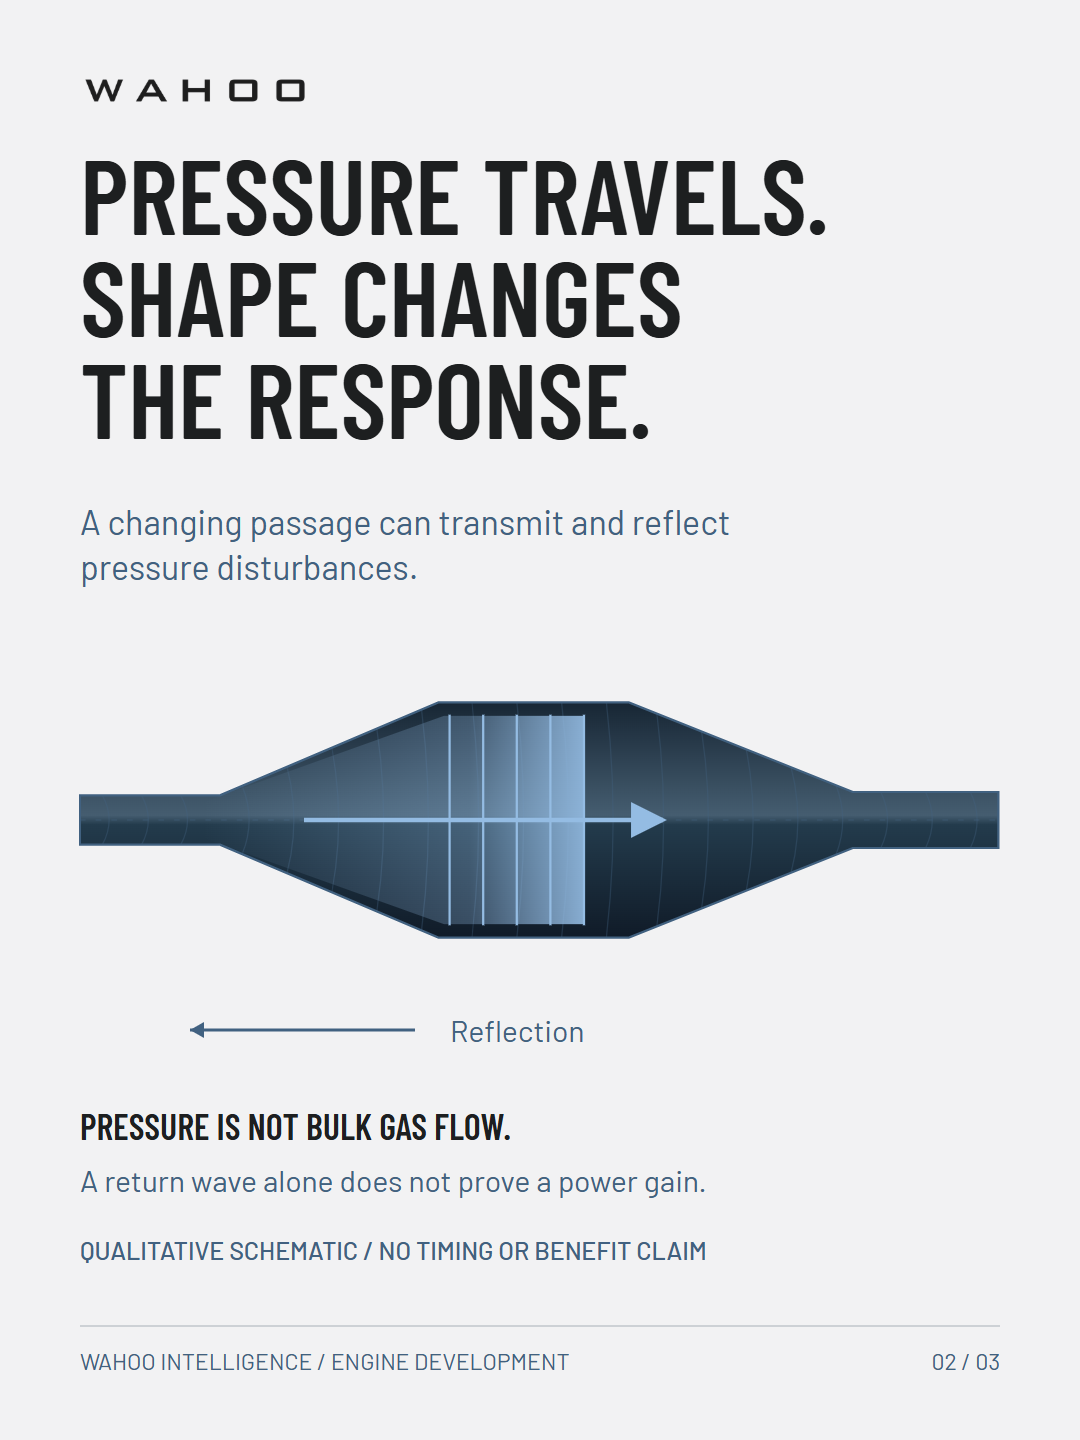 WAHOO
PRESSURE TRAVELS.
SHAPE CHANGES
THE RESPONSE.
A changing passage can transmit and reflect
pressure disturbances.
Reflection
PRESSURE IS NOT BULK GAS FLOW.
A return wave alone does not prove a power gain.
QUALITATIVE SCHEMATIC / NO TIMING OR BENEFIT CLAIM
WAHOO INTELLIGENCE / ENGINE DEVELOPMENT
02 / 03